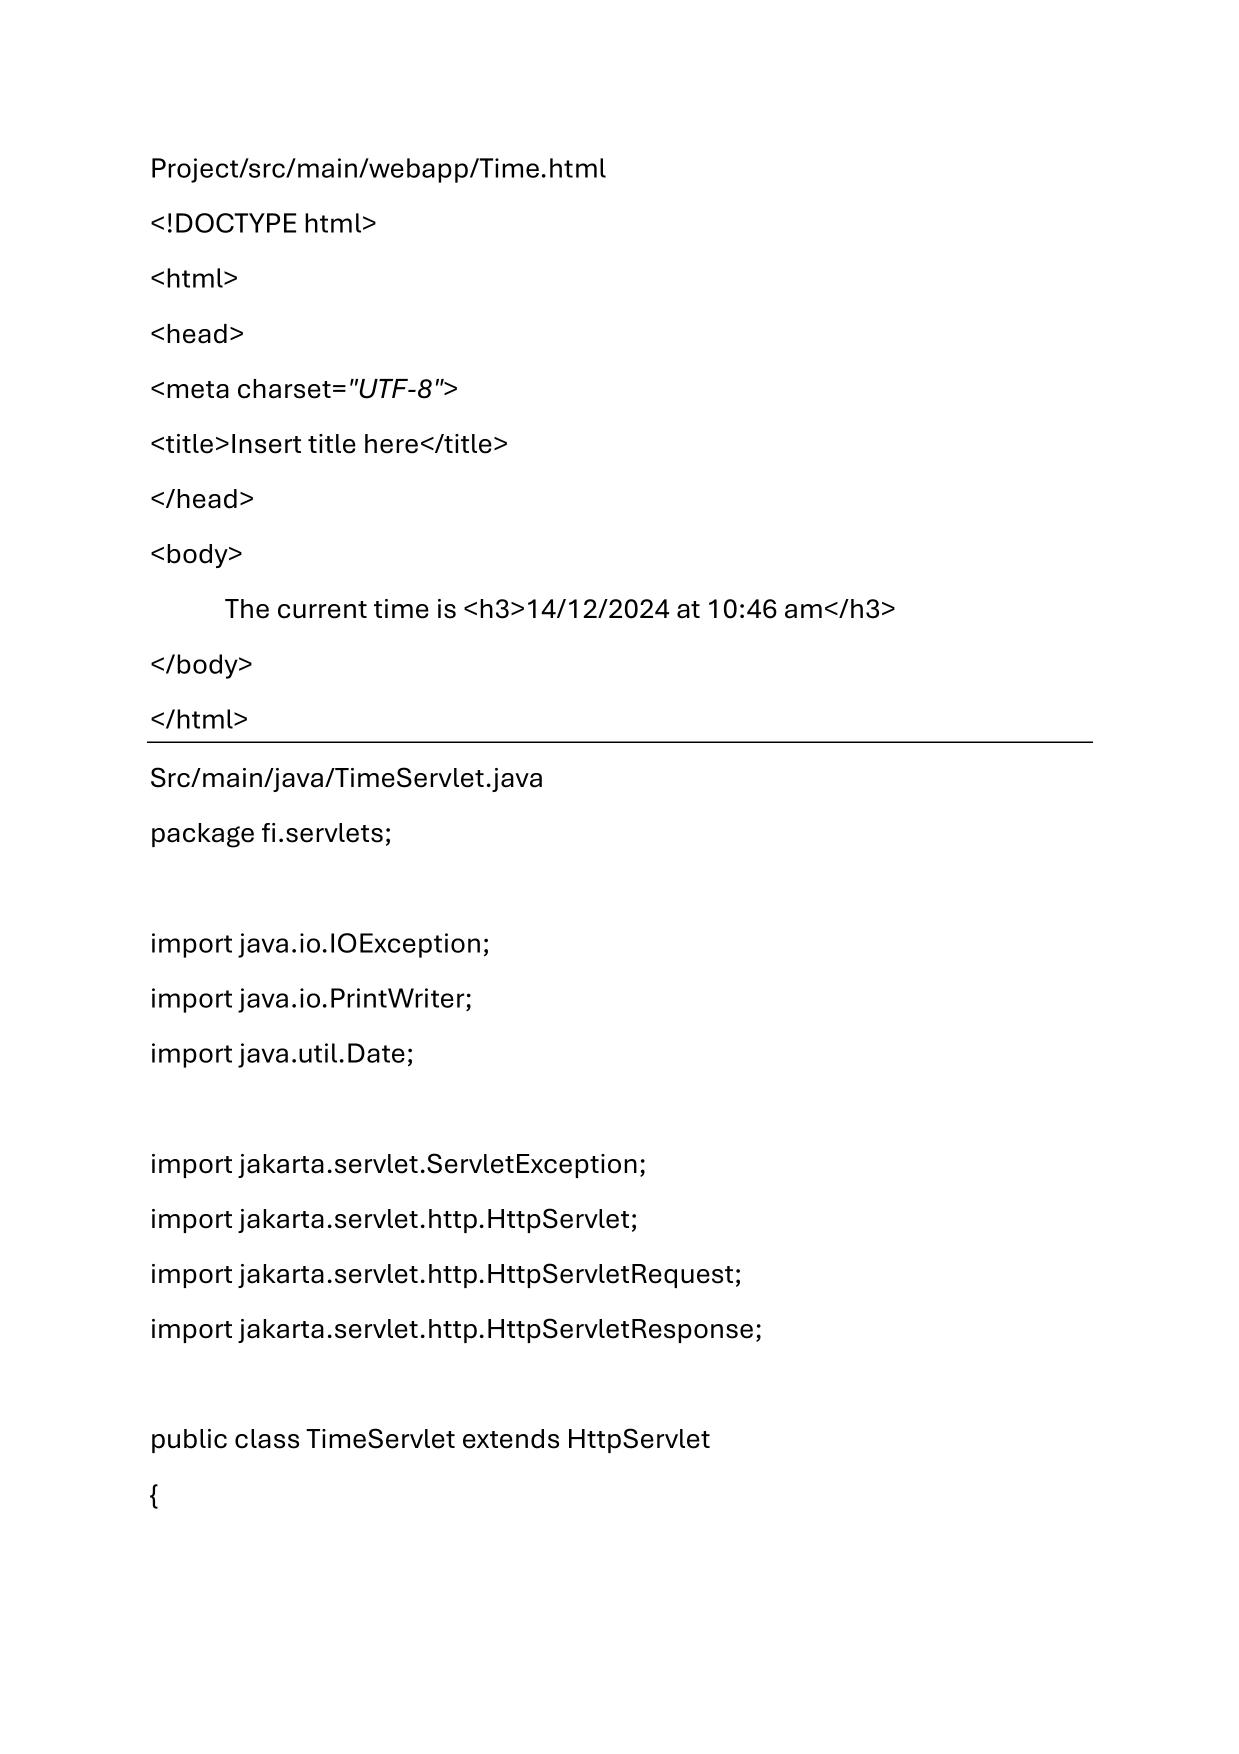 Project/src/main/webapp/Time.html
<!DOCTYPE html>
<html>
<head>
<meta charset="UTF-8">
<title>Insert title here</title>
</head>
<body>
The current time is <h3>14/12/2024 at 10:46 am</h3>
</body>
</html>
Src/main/java/TimeServlet.java
package fi.servlets;
import java.io.IOException;
import java.io.PrintWriter;
import java.util.Date;
import jakarta.servlet.ServletException;
import jakarta.servlet.http.HttpServlet;
import jakarta.servlet.http.HttpServletRequest;
import jakarta.servlet.http.HttpServletResponse;
public class TimeServlet extends HttpServlet
{